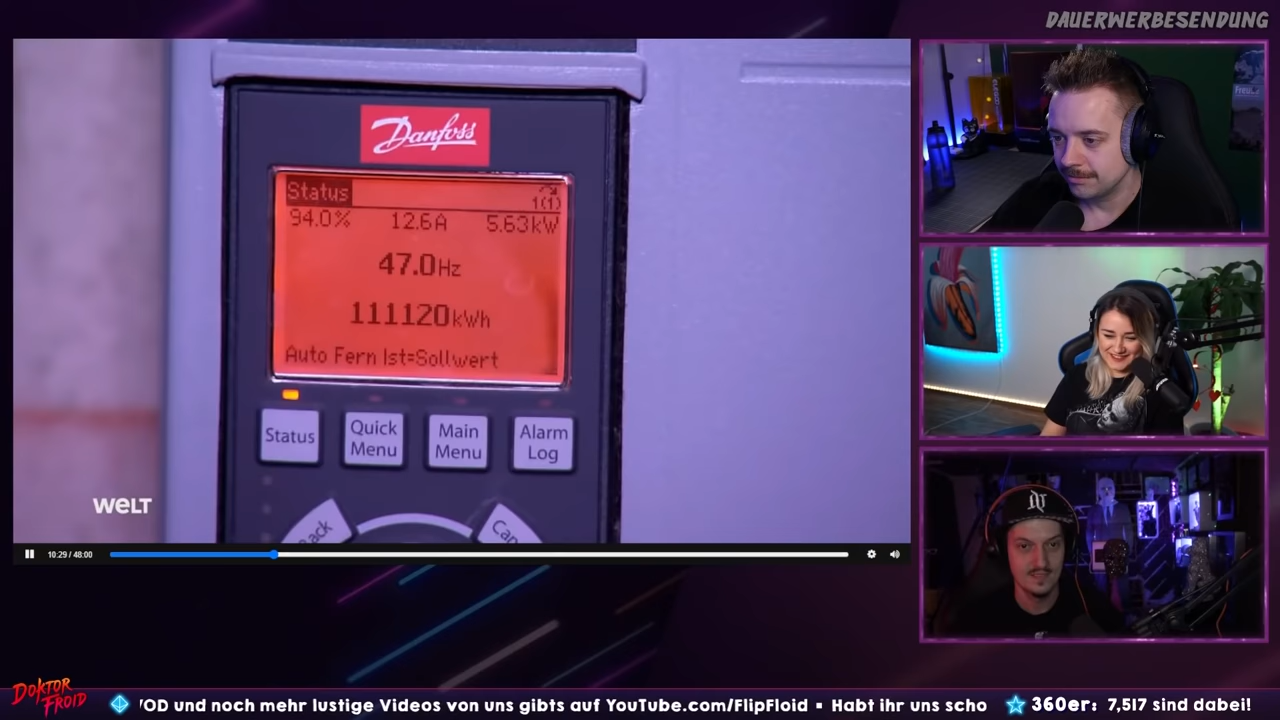 DAUERWERBESENDUNG
Danfoss
Status
1(1)
94.0% 12.6A 5.63kW
47.0Hz
111120kWh
Auto Fern Ist=Sollwert
Status
Quick Menu
Main Menu
Alarm Log
Back
WELT
10:29 / 48:00
DOKTOR FROID
VOD und noch mehr lustige Videos von uns gibts auf YouTube.com/FlipFloid ▪ Habt ihr uns scho
360er: 7,517 sind dabei!